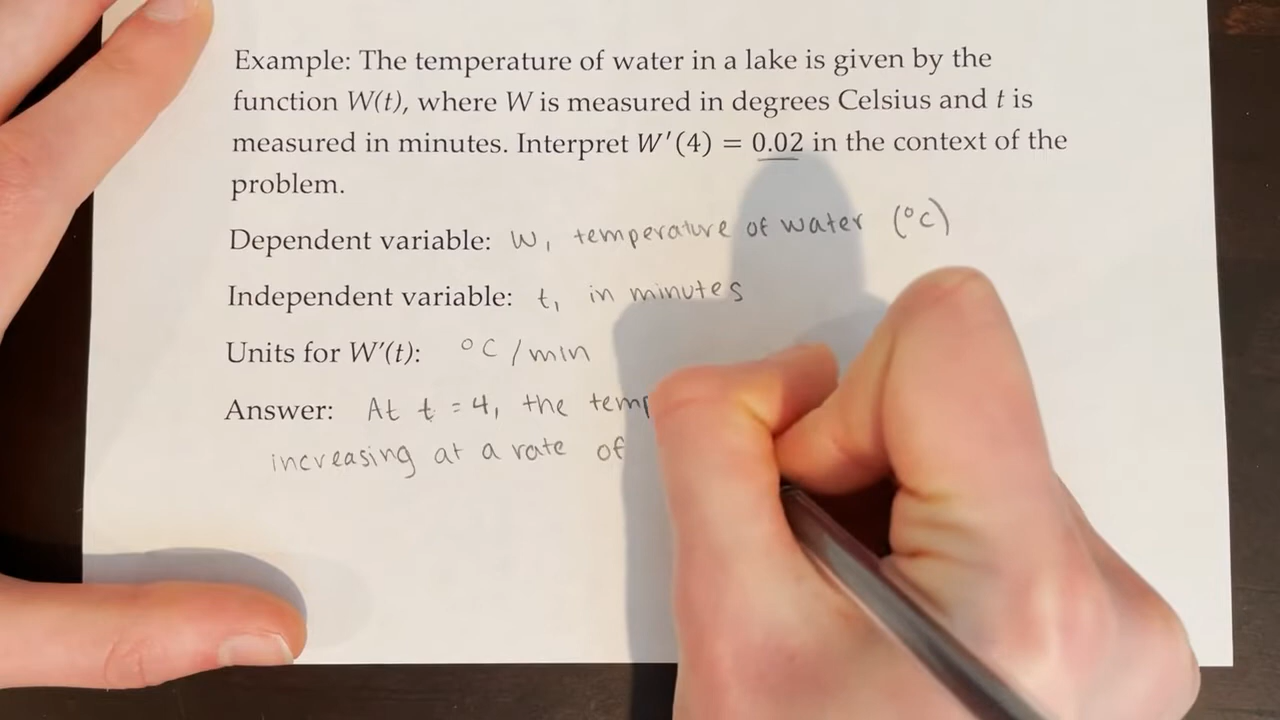 Example: The temperature of water in a lake is given by the
function W(t), where W is measured in degrees Celsius and t is
measured in minutes. Interpret W′(4) = 0.02 in the context of the
problem.
Dependent variable: W, temperature of water (°C)
Independent variable: t, in minutes
Units for W'(t): °C/min
Answer: At t = 4, the temp
increasing at a rate of